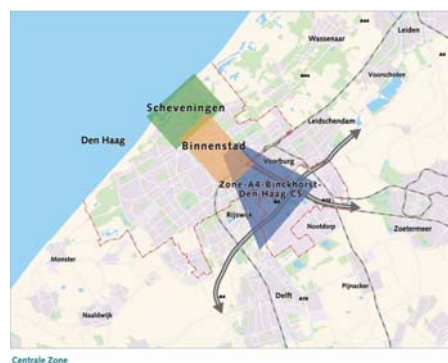 Leiden
Wassenaar
Voorschoten
Scheveningen
Leidschendam
Den Haag
Binnenstad
Voorburg
Zone-A4-Binckhorst-
Den Haag CS
Rijswijk
Nootdorp
Zoetermeer
Monster
Pijnacker
Delft
Naaldwijk
Centrale Zone